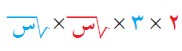 ٢ × ٣ × √س × √س